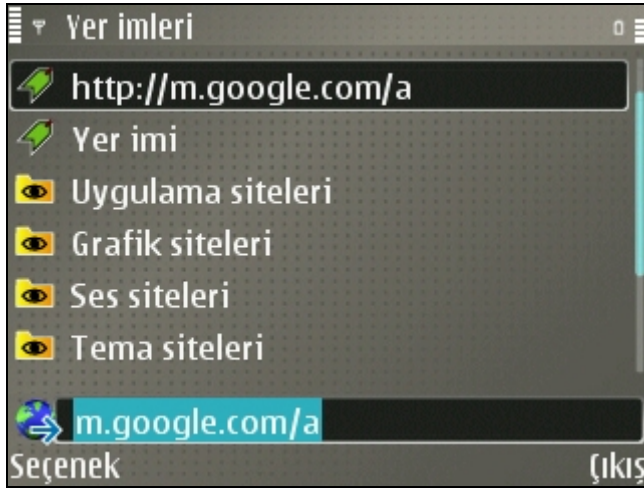 Yer imleri
http://m.google.com/a
Yer imi
Uygulama siteleri
Grafik siteleri
Ses siteleri
Tema siteleri
m.google.com/a
Seçenek Çıkış